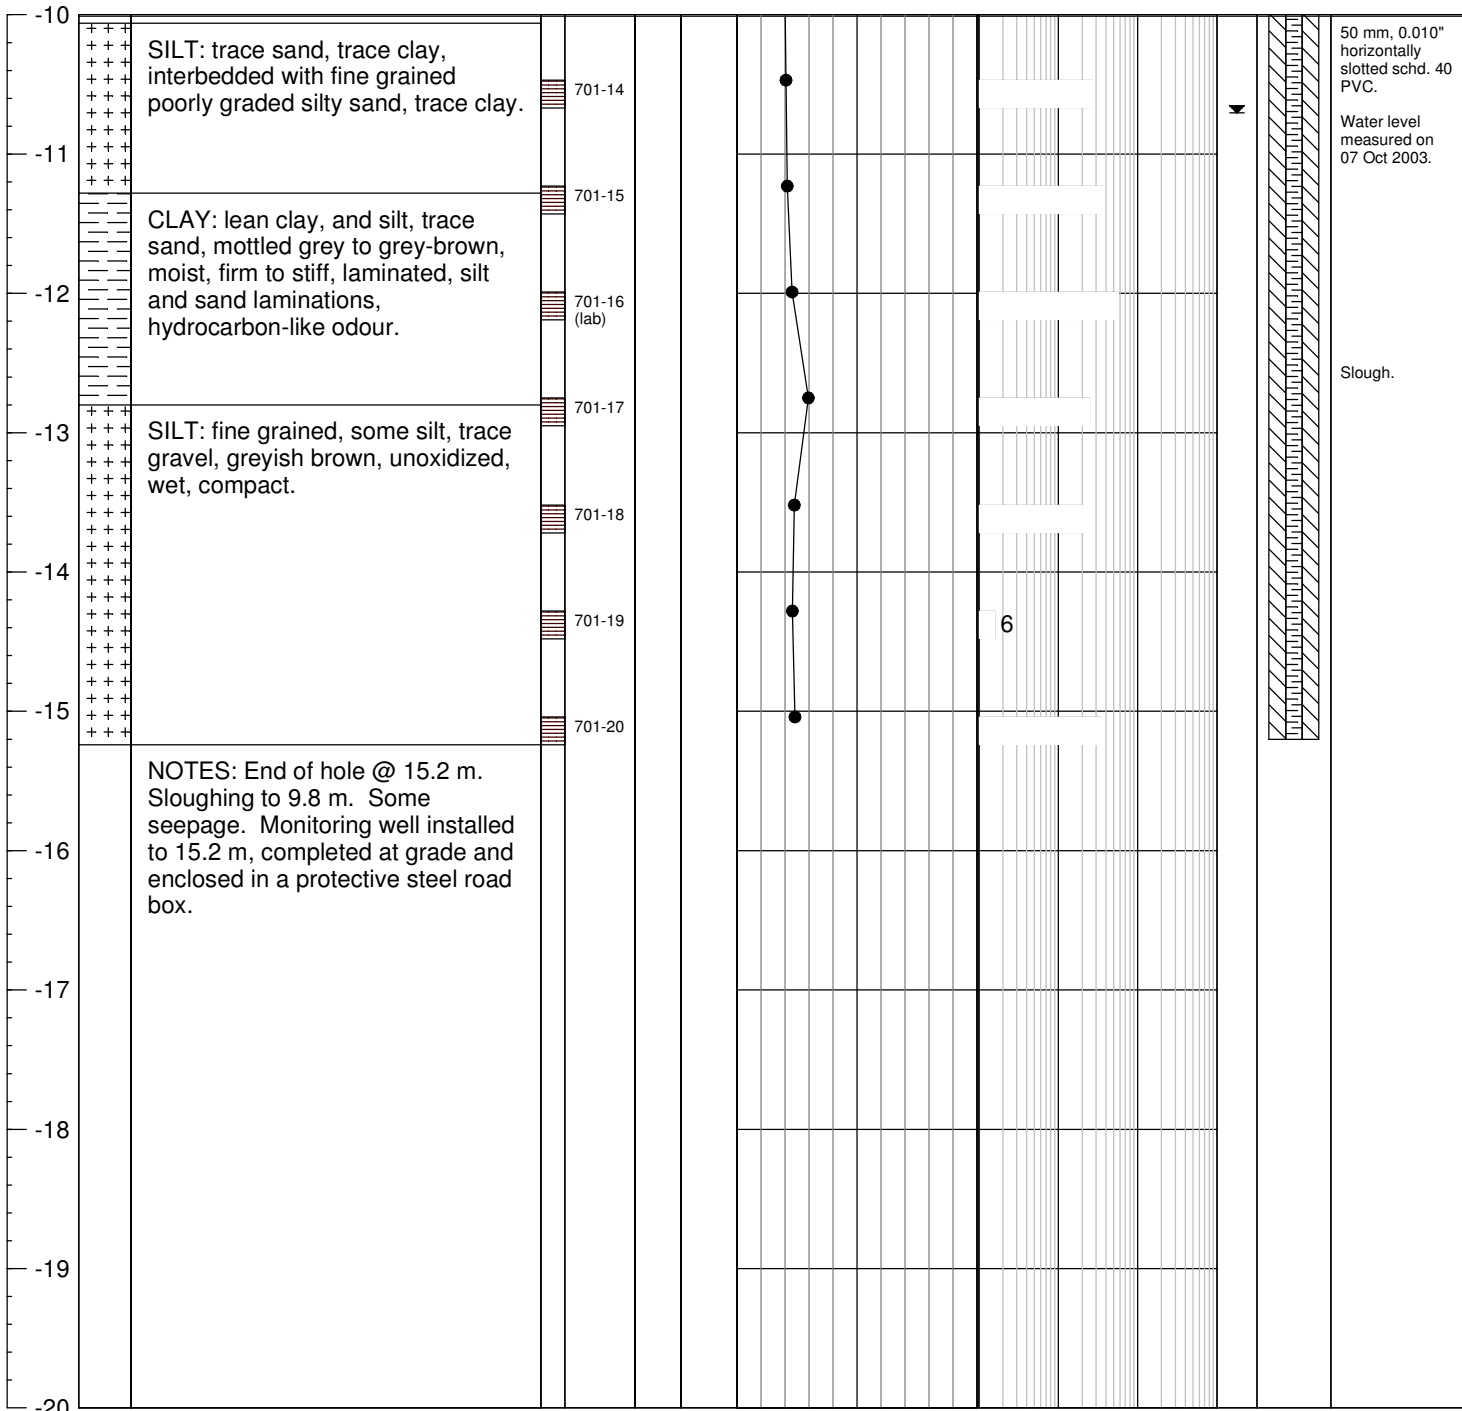 -10
SILT: trace sand, trace clay,
interbedded with fine grained
poorly graded silty sand, trace clay.
701-14
50 mm, 0.010"
horizontally
slotted schd. 40
PVC.
Water level
measured on
07 Oct 2003.
-11
701-15
CLAY: lean clay, and silt, trace
sand, mottled grey to grey-brown,
moist, firm to stiff, laminated, silt
and sand laminations,
hydrocarbon-like odour.
-12
701-16
(lab)
Slough.
701-17
-13
SILT: fine grained, some silt, trace
gravel, greyish brown, unoxidized,
wet, compact.
701-18
-14
701-19
6
-15
701-20
NOTES: End of hole @ 15.2 m.
Sloughing to 9.8 m.  Some
seepage.  Monitoring well installed
to 15.2 m, completed at grade and
enclosed in a protective steel road
box.
-16
-17
-18
-19
-20